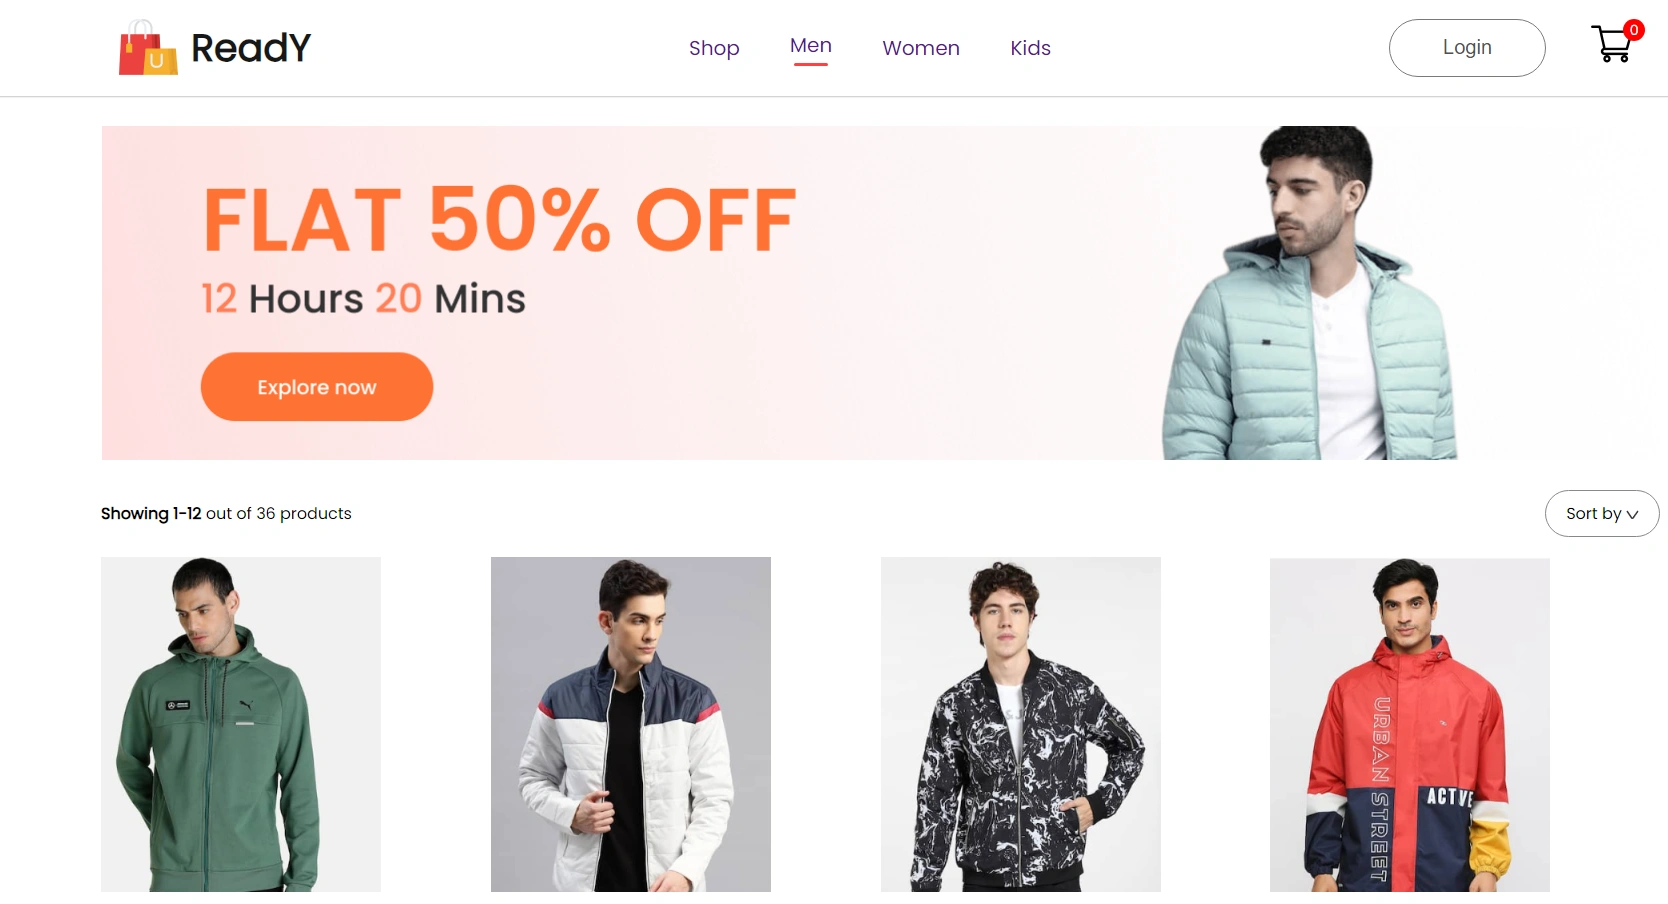 U
ReadY
Shop
Men
Women
Kids
Login
0
FLAT 50% OFF
12 Hours 20 Mins
Explore now
Showing 1-12 out of 36 products
Sort by
URBAN STREET
ACTIVE